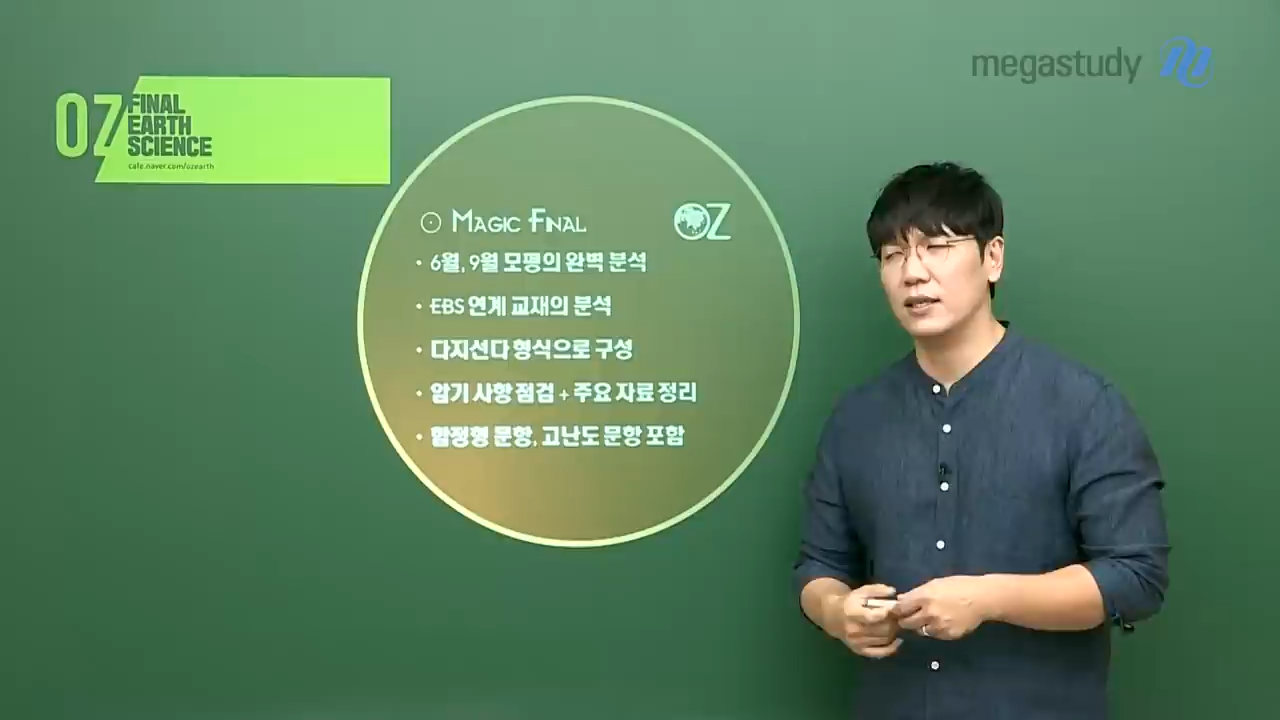 megastudy
OZ
FINAL
EARTH
SCIENCE
cafe.naver.com/ozearth
MAGIC FINAL
OZ
• 6월, 9월 모평의 완벽 분석
• EBS 연계 교재의 분석
• 다지선다 형식으로 구성
• 암기 사항 점검 + 주요 자료 정리
• 함정형 문항, 고난도 문항 포함